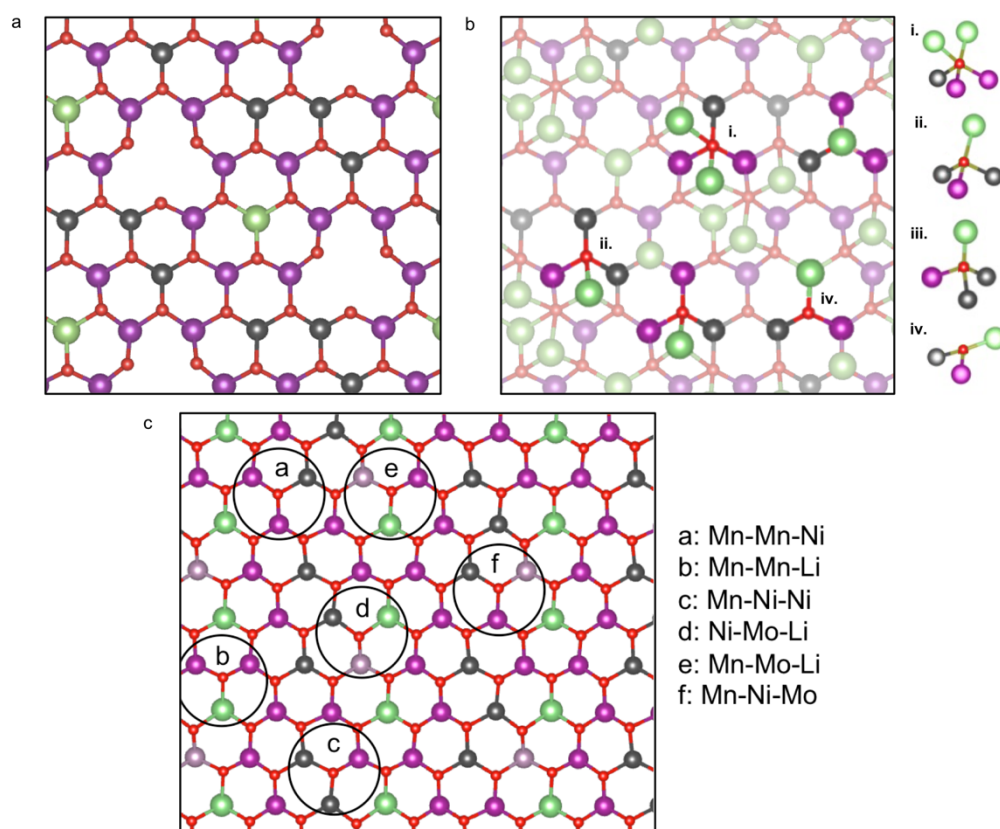 a
b
i.
ii.
iv.
i.
ii.
iii.
iv.
c
a
e
f
d
b
c
a: Mn-Mn-Ni
b: Mn-Mn-Li
c: Mn-Ni-Ni
d: Ni-Mo-Li
e: Mn-Mo-Li
f: Mn-Ni-Mo